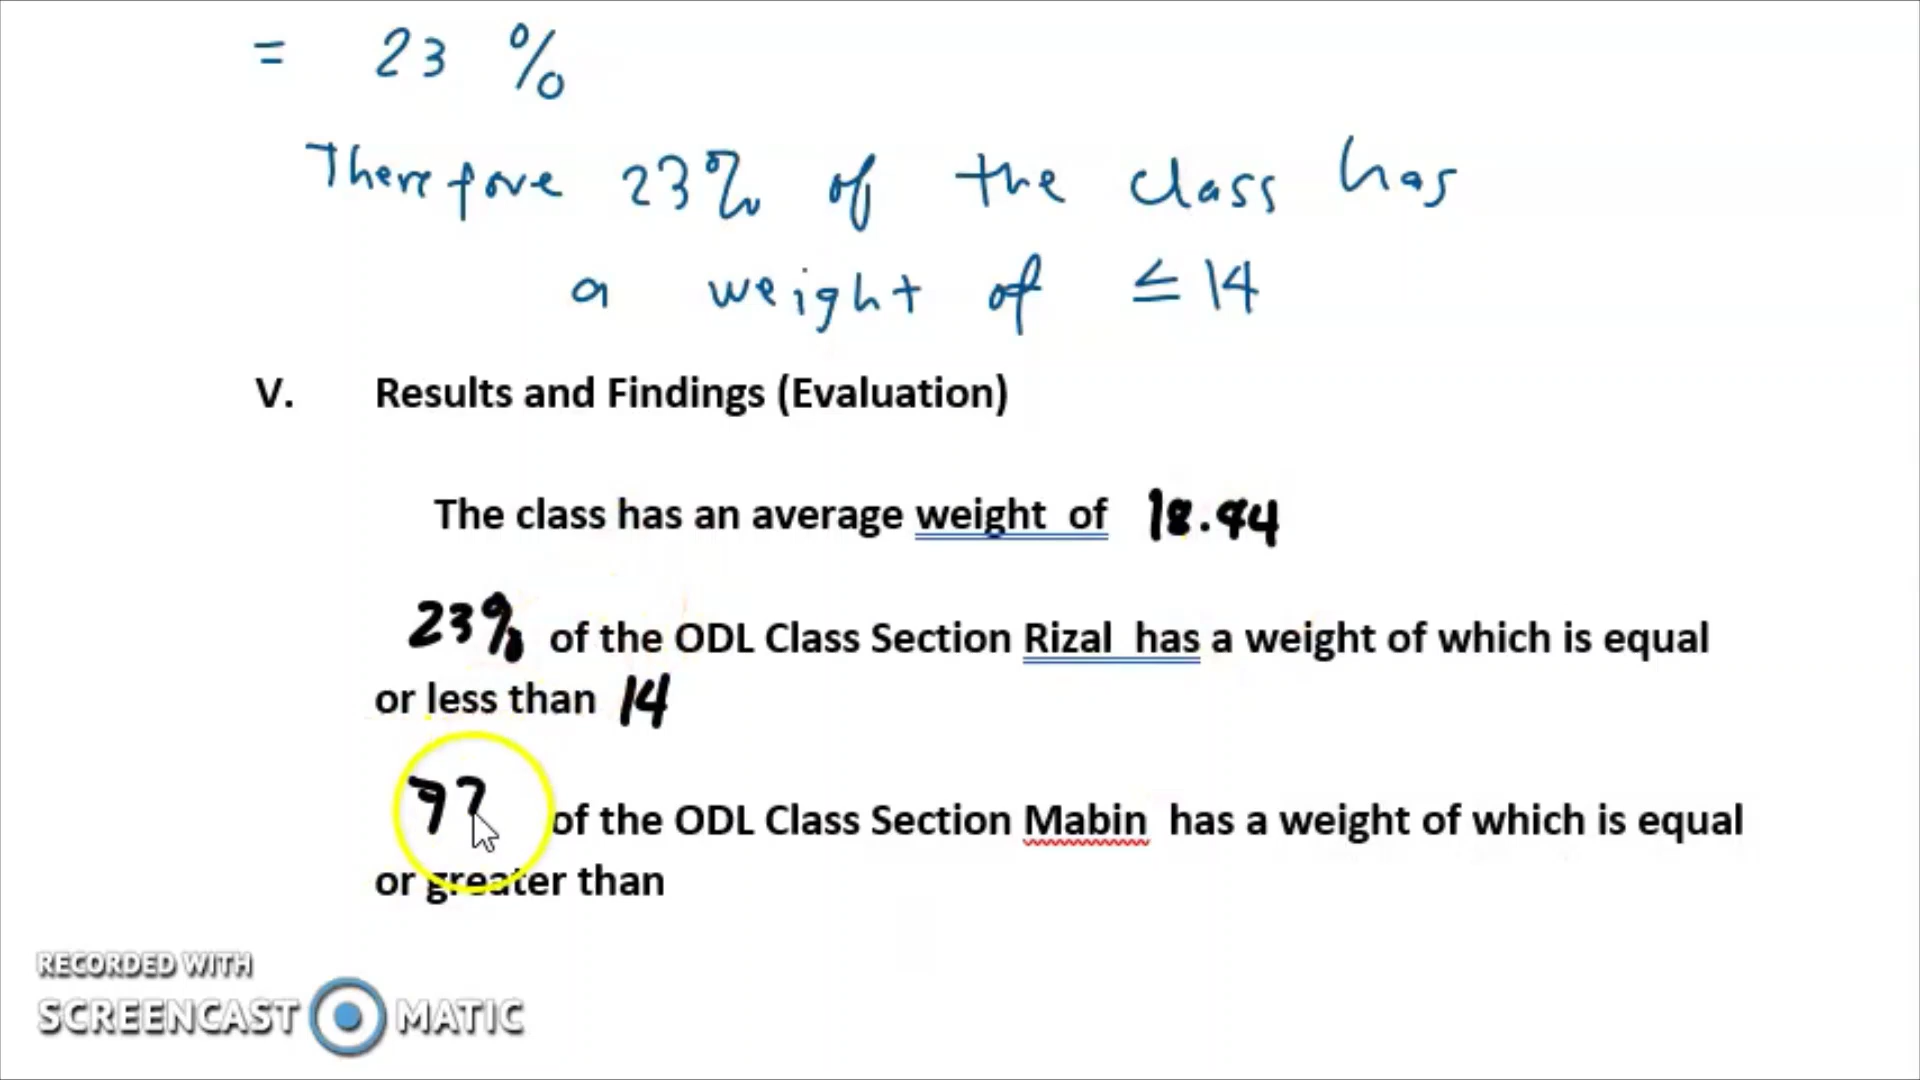 = 23 %
Therefore 23% of the class has
a weight of ≤ 14
V. Results and Findings (Evaluation)
The class has an average weight of 18.44
23% of the ODL Class Section Rizal has a weight of which is equal
or less than 14
77 of the ODL Class Section Mabin has a weight of which is equal
or greater than
RECORDED WITH
SCREENCAST MATIC